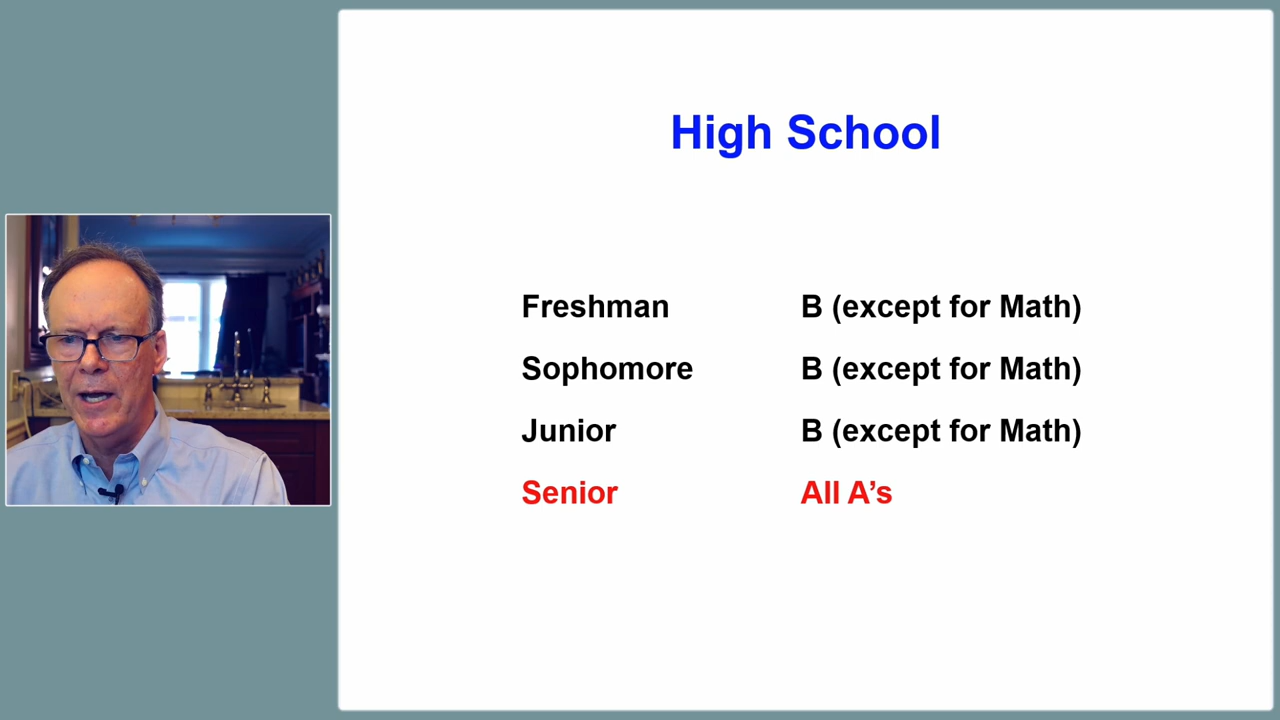 High School
Freshman B (except for Math)
Sophomore B (except for Math)
Junior B (except for Math)
Senior All A’s